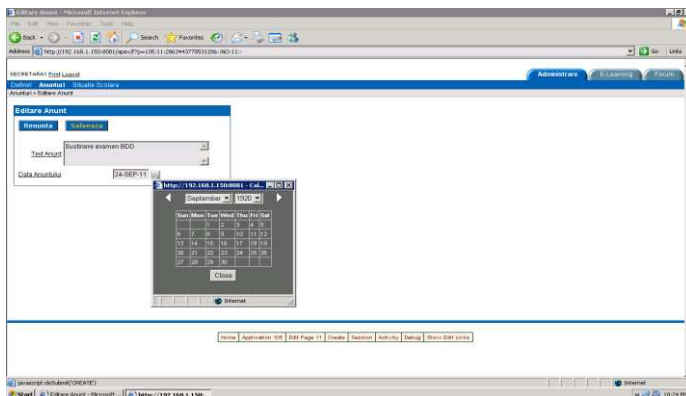 Editare Anunt - Microsoft Internet Explorer
File Edit View Favorites Tools Help
Back Search Favorites
Address http://192.168.1.150:8081/apex/f?p=105:11:
Go Links
SECRETARA1 Print Logout
Administrare E-Learning Forum
Definiri Anunturi Situatie Scolara
Anunturi > Editare Anunt
Editare Anunt
Renunta Salveaza
Text Anunt Sustinere examen BDD
Data Anuntului 24-SEP-11
http://192.168.1.150:8081 - Cal...
September 1920
Sun Mon Tue Wed Thu Fri Sat
1 2 3 4 5
6 7 8 9 10 11 12
13 14 15 16 17 18 19
20 21 22 23 24 25 26
27 28 29 30
Close
Internet
Home Application 105 Edit Page 11 Create Session Activity Debug Show Edit Links
javascript:doSubmit('CREATE') Internet
Start Editare Anunt - Microsoft ... http://192.168.1.150: 10:24 PM